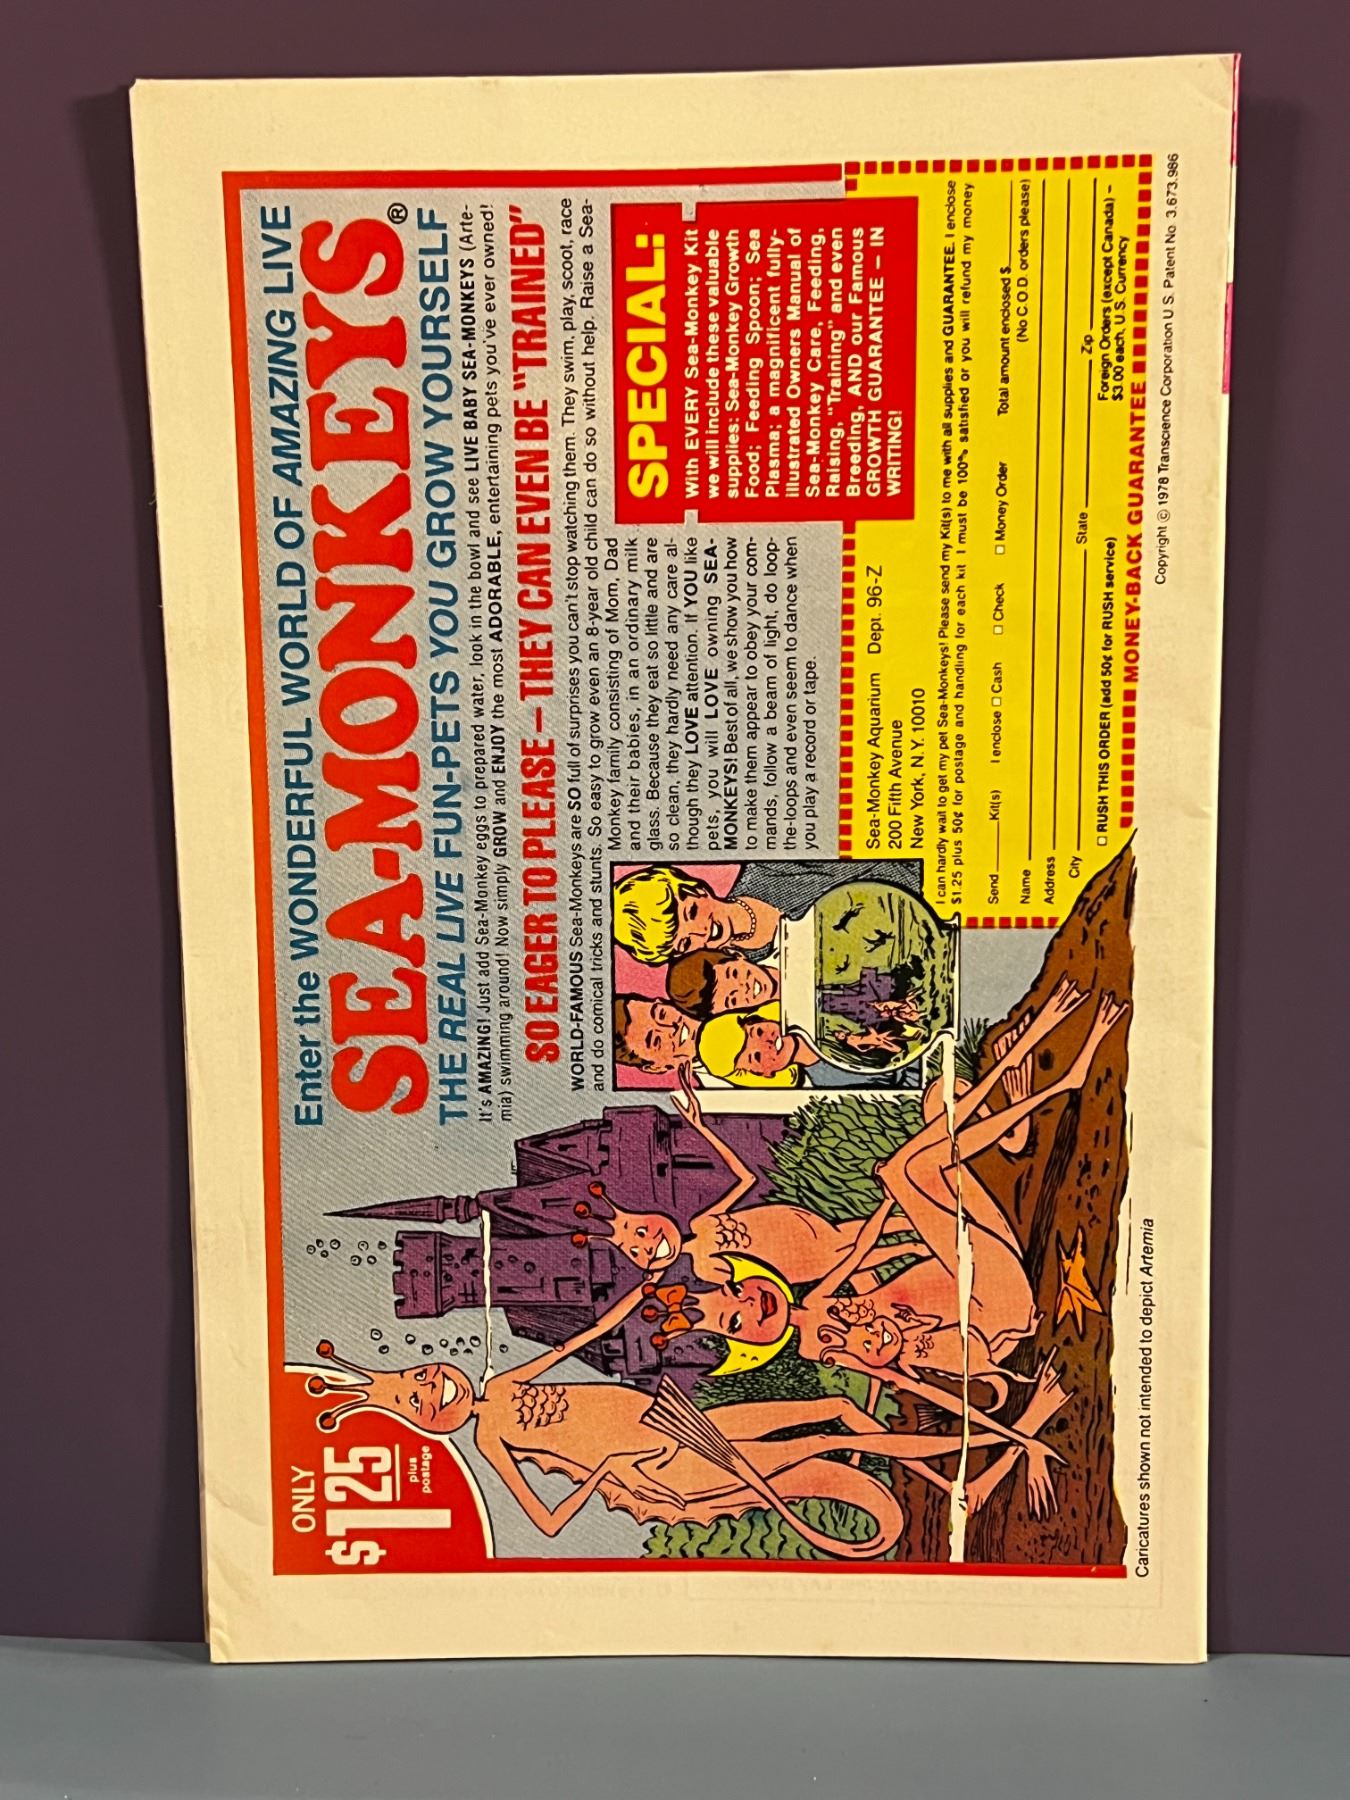 ONLY
$1.25
plus
postage
Enter the WONDERFUL WORLD OF AMAZING LIVE
SEA-MONKEYS®
THE REAL LIVE FUN-PETS YOU GROW YOURSELF
It's AMAZING! Just add Sea-Monkey eggs to prepared water, look in the bowl and see LIVE BABY SEA-MONKEYS (Arte-
mia) swimming around! Now simply GROW and ENJOY the most ADORABLE, entertaining pets you've ever owned!
SO EAGER TO PLEASE — THEY CAN EVEN BE "TRAINED"
WORLD-FAMOUS Sea-Monkeys are SO full of surprises you can't stop watching them. They swim, play, scoot, race
and do comical tricks and stunts. So easy to grow even an 8-year old child can do so without help. Raise a Sea-
Monkey family consisting of Mom, Dad
and their babies, in an ordinary milk
glass. Because they eat so little and are
so clean, they hardly need any care al-
though they LOVE attention. If YOU like
pets, you will LOVE owning SEA-
MONKEYS! Best of all, we show you how
to make them appear to obey your com-
mands, follow a beam of light, do loop-
the-loops and even seem to dance when
you play a record or tape.
SPECIAL:
With EVERY Sea-Monkey Kit
we will include these valuable
supplies: Sea-Monkey Growth
Food; Feeding Spoon; Sea
Plasma; a magnificent fully-
illustrated Owners Manual of
Sea-Monkey Care, Feeding,
Raising, "Training" and even
Breeding, AND our Famous
GROWTH GUARANTEE — IN
WRITING!
Sea-Monkey Aquarium Dept. 96-Z
200 Fifth Avenue
New York, N.Y. 10010
I can hardly wait to get my pet Sea-Monkeys! Please send my Kit(s) to me with all supplies and GUARANTEE. I enclose
$1.25 plus 50¢ for postage and handling for each kit. I must be 100% satisfied or you will refund my money
Send ___ Kit(s) I enclose □ Cash □ Check □ Money Order Total amount enclosed $___
(No C.O.D. orders please)
Name
Address
City State Zip
□ RUSH THIS ORDER (add 50¢ for RUSH service)
Foreign Orders (except Canada) –
$3.00 each, U.S. Currency
MONEY-BACK GUARANTEE
Copyright © 1978 Transcience Corporation U.S. Patent No. 3,673,986
Caricatures shown not intended to depict Artemia